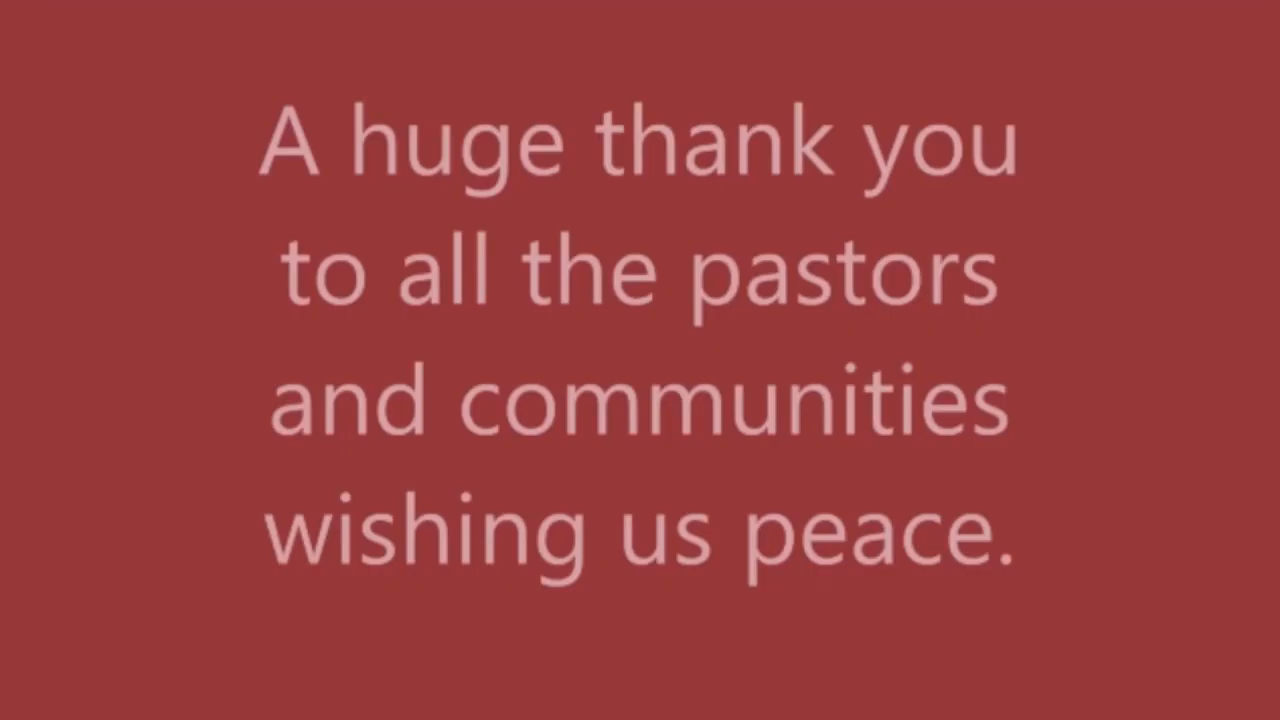 A huge thank you
to all the pastors
and communities
wishing us peace.